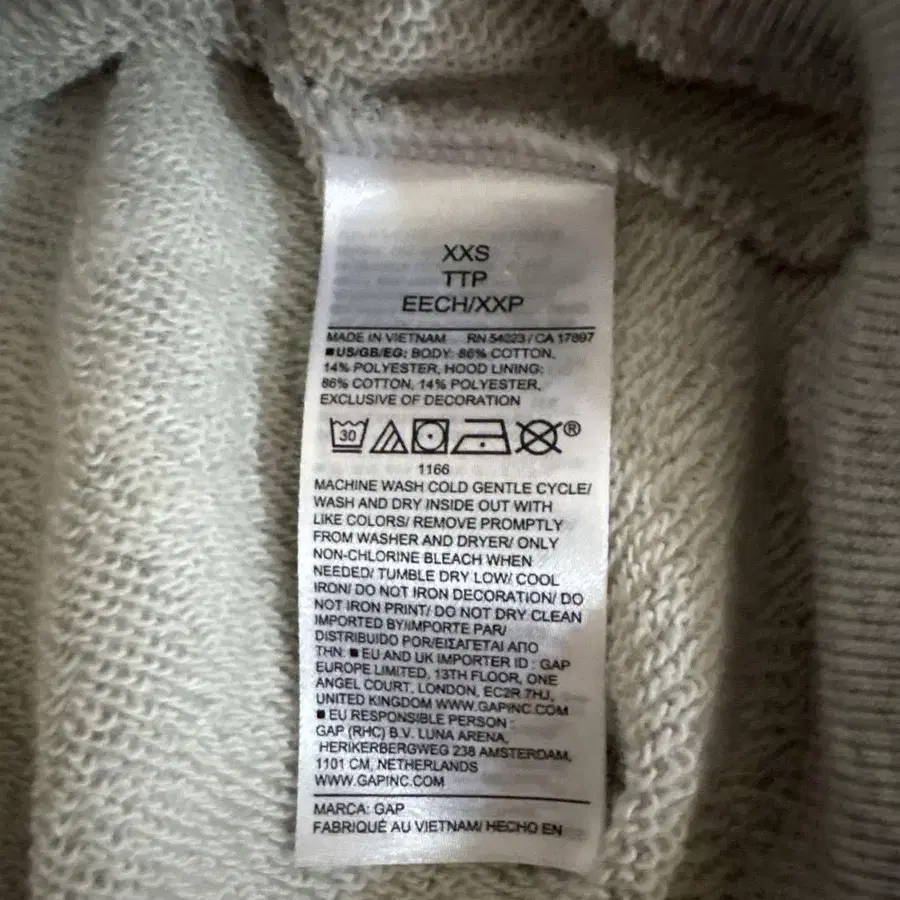 XXS
TTP
EECH/XXP
MADE IN VIETNAM RN 54023 / CA 17897
■US/GB/EG: BODY: 86% COTTON,
14% POLYESTER, HOOD LINING:
86% COTTON, 14% POLYESTER,
EXCLUSIVE OF DECORATION
30 ®
1166
MACHINE WASH COLD GENTLE CYCLE/
WASH AND DRY INSIDE OUT WITH
LIKE COLORS/ REMOVE PROMPTLY
FROM WASHER AND DRYER/ ONLY
NON-CHLORINE BLEACH WHEN
NEEDED/ TUMBLE DRY LOW/ COOL
IRON/ DO NOT IRON DECORATION/ DO
NOT IRON PRINT/ DO NOT DRY CLEAN
IMPORTED BY/IMPORTE PAR/
DISTRIBUIDO POR/ΕΙΣΑΓΕΤΑΙ ΑΠΟ
ΤΗΝ: ■ EU AND UK IMPORTER ID : GAP
EUROPE LIMITED, 13TH FLOOR, ONE
ANGEL COURT, LONDON, EC2R 7HJ,
UNITED KINGDOM WWW.GAPINC.COM
■ EU RESPONSIBLE PERSON :
GAP (RHC) B.V. LUNA ARENA,
HERIKERBERGWEG 238 AMSTERDAM,
1101 CM, NETHERLANDS
WWW.GAPINC.COM
MARCA: GAP
FABRIQUÉ AU VIETNAM/ HECHO EN